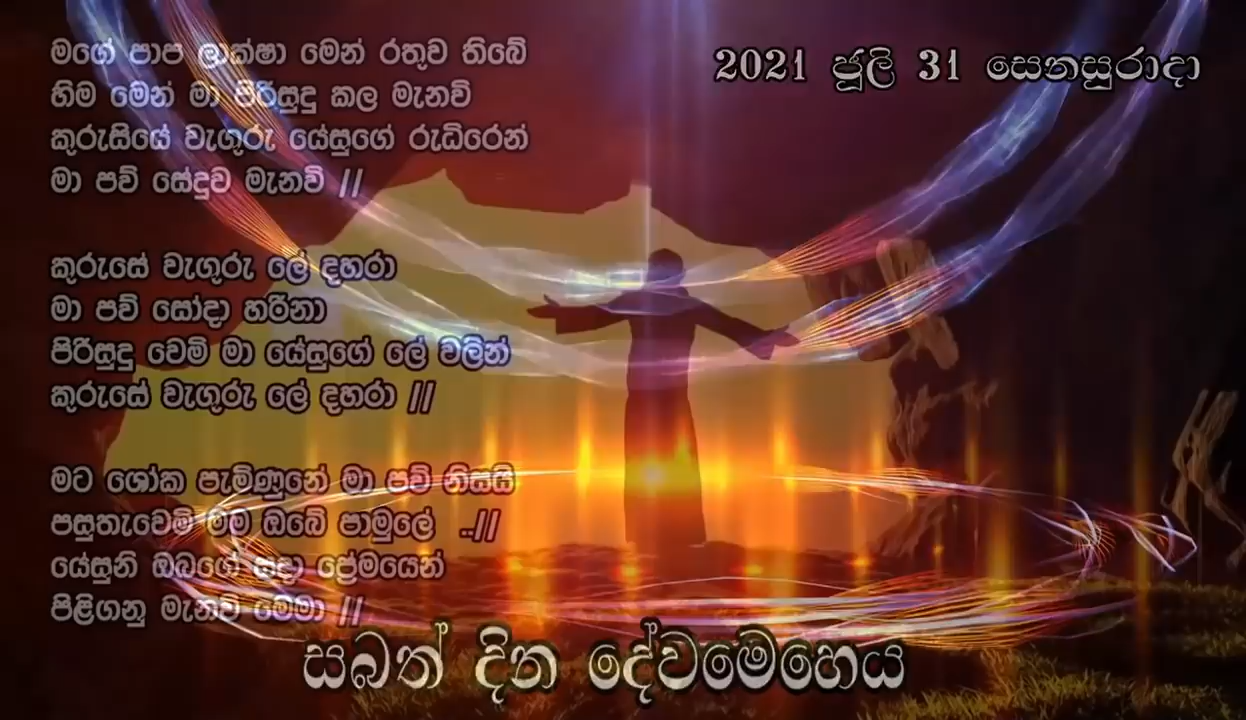 මගේ පාප ලාක්ෂා මෙන් රතුව තිබේ
හිම මෙන් මා පිරිසුදු කල මැනවි
කුරුසියේ වැගුරු යේසුගේ රුධිරෙන්
මා පව් සේදුව මැනවි //
කුරුසේ වැගුරු ලේ දහරා
මා පව් සෝදා හරිනා
පිරිසුදු වෙමි මා යේසුගේ ලේ වලින්
කුරුසේ වැගුරු ලේ දහරා //
මට ශෝක පැමිණුනේ මා පව් නිසයි
පසුතැවෙමි මම ඔබේ පාමුලේ ..//
යේසුනි ඔබගේ සදා ප්‍රේමයෙන්
පිළිගනු මැනවි මෙමා //
2021 ජූලි 31 සෙනසුරාදා
සබත් දින දේවමෙහෙය